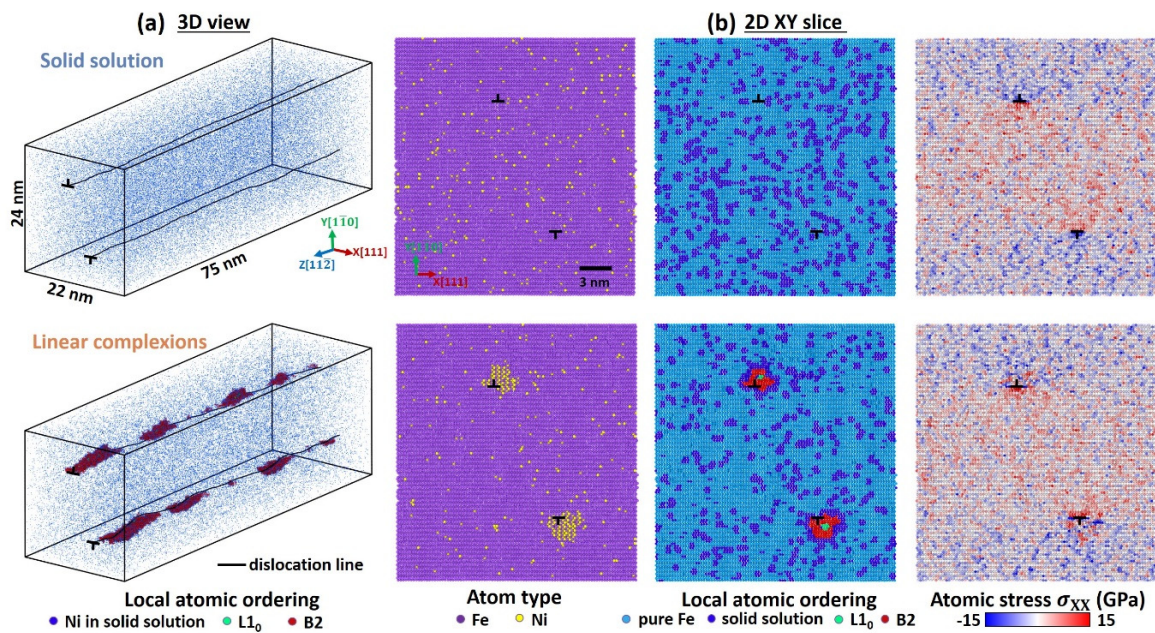 (a) 3D view
(b) 2D XY slice
Solid solution
24 nm
22 nm
75 nm
Y[11̄0]
X[111]
Z[112̄]
X[111]
3 nm
Linear complexions
dislocation line
Local atomic ordering
Ni in solid solution L1₀ B2
Atom type
Fe Ni
Local atomic ordering
pure Fe solid solution L1₀ B2
Atomic stress σXX (GPa)
-15 15